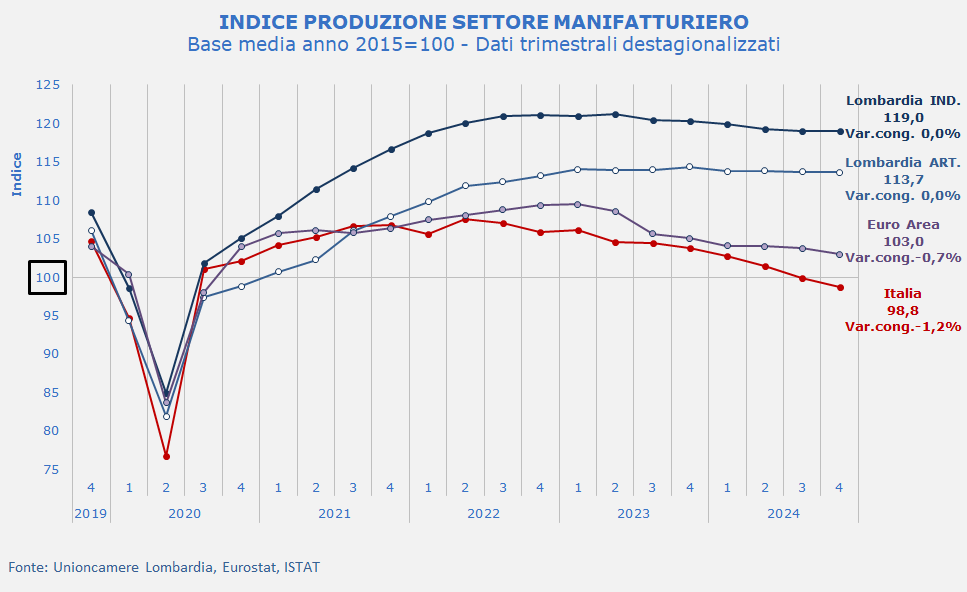 INDICE PRODUZIONE SETTORE MANIFATTURIERO
Base media anno 2015=100 - Dati trimestrali destagionalizzati
Indice
125
120
115
110
105
100
95
90
85
80
75
Lombardia IND.
119,0
Var.cong. 0,0%
Lombardia ART.
113,7
Var.cong. 0,0%
Euro Area
103,0
Var.cong.-0,7%
Italia
98,8
Var.cong.-1,2%
4 1 2 3 4 1 2 3 4 1 2 3 4 1 2 3 4 1 2 3 4
2019 2020 2021 2022 2023 2024
Fonte: Unioncamere Lombardia, Eurostat, ISTAT